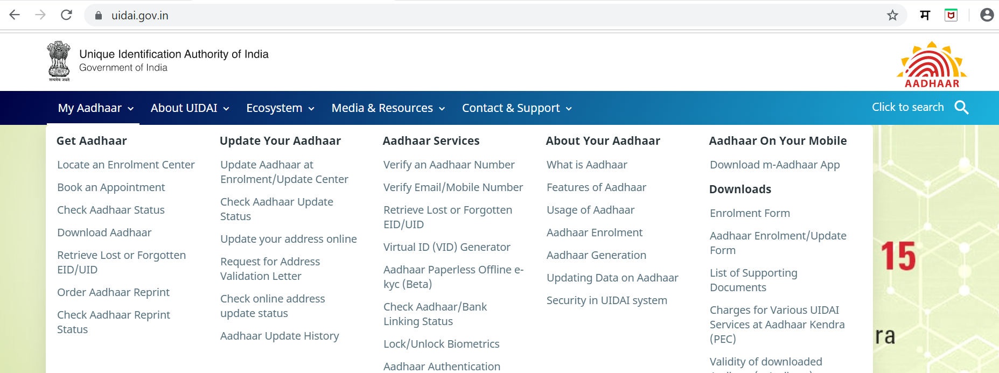 uidai.gov.in
म
Unique Identification Authority of India
Government of India
सत्यमेव जयते
AADHAAR
My Aadhaar
About UIDAI
Ecosystem
Media & Resources
Contact & Support
Click to search
Get Aadhaar
Locate an Enrolment Center
Book an Appointment
Check Aadhaar Status
Download Aadhaar
Retrieve Lost or Forgotten
EID/UID
Order Aadhaar Reprint
Check Aadhaar Reprint
Status
Update Your Aadhaar
Update Aadhaar at
Enrolment/Update Center
Check Aadhaar Update
Status
Update your address online
Request for Address
Validation Letter
Check online address
update status
Aadhaar Update History
Aadhaar Services
Verify an Aadhaar Number
Verify Email/Mobile Number
Retrieve Lost or Forgotten
EID/UID
Virtual ID (VID) Generator
Aadhaar Paperless Offline e-
kyc (Beta)
Check Aadhaar/Bank
Linking Status
Lock/Unlock Biometrics
Aadhaar Authentication
About Your Aadhaar
What is Aadhaar
Features of Aadhaar
Usage of Aadhaar
Aadhaar Enrolment
Aadhaar Generation
Updating Data on Aadhaar
Security in UIDAI system
Aadhaar On Your Mobile
Download m-Aadhaar App
Downloads
Enrolment Form
Aadhaar Enrolment/Update
Form
List of Supporting
Documents
Charges for Various UIDAI
Services at Aadhaar Kendra
(PEC)
Validity of downloaded
15
ra